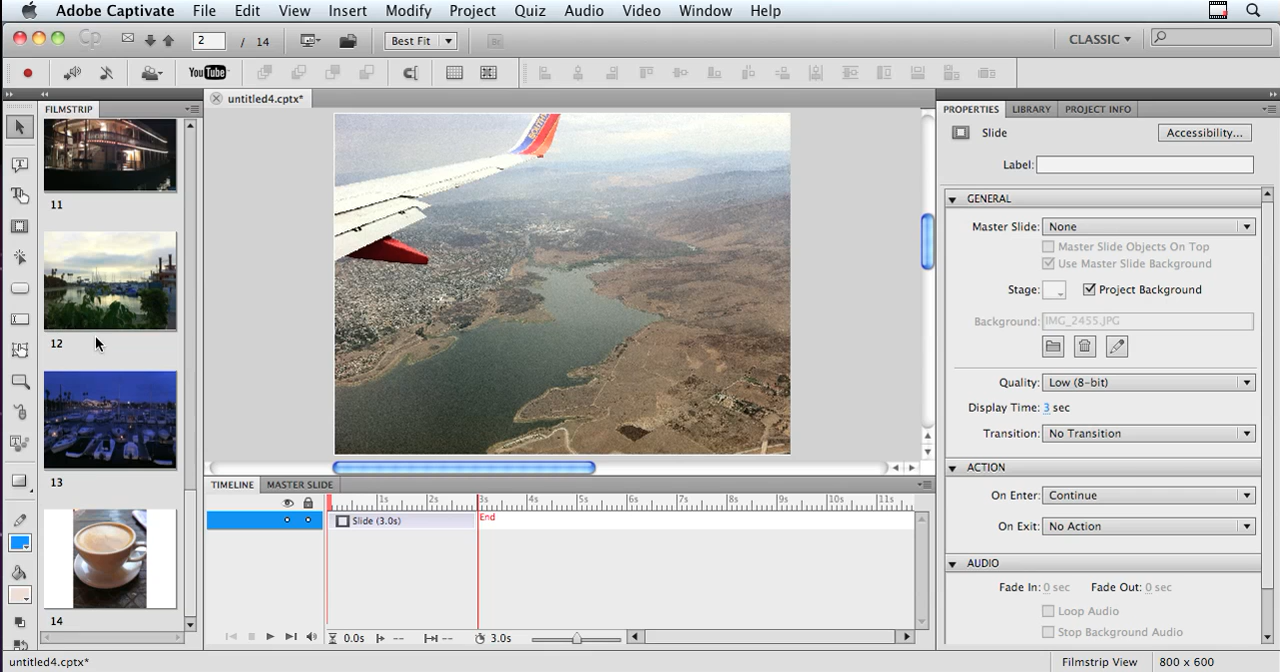 Adobe Captivate File Edit View Insert Modify Project Quiz Audio Video Window Help
Cp 2 / 14 Best Fit Br CLASSIC
YouTube
FILMSTRIP
11
12
13
14
untitled4.cptx*
TIMELINE MASTER SLIDE
1s 2s 3s 4s 5s 6s 7s 8s 9s 10s 11s
Slide (3.0s) End
0.0s -- -- 3.0s
PROPERTIES LIBRARY PROJECT INFO
Slide Accessibility...
Label:
GENERAL
Master Slide: None
Master Slide Objects On Top
Use Master Slide Background
Stage: Project Background
Background: IMG_2455.JPG
Quality: Low (8-bit)
Display Time: 3 sec
Transition: No Transition
ACTION
On Enter: Continue
On Exit: No Action
AUDIO
Fade In: 0 sec Fade Out: 0 sec
Loop Audio
Stop Background Audio
untitled4.cptx* Filmstrip View 800 x 600